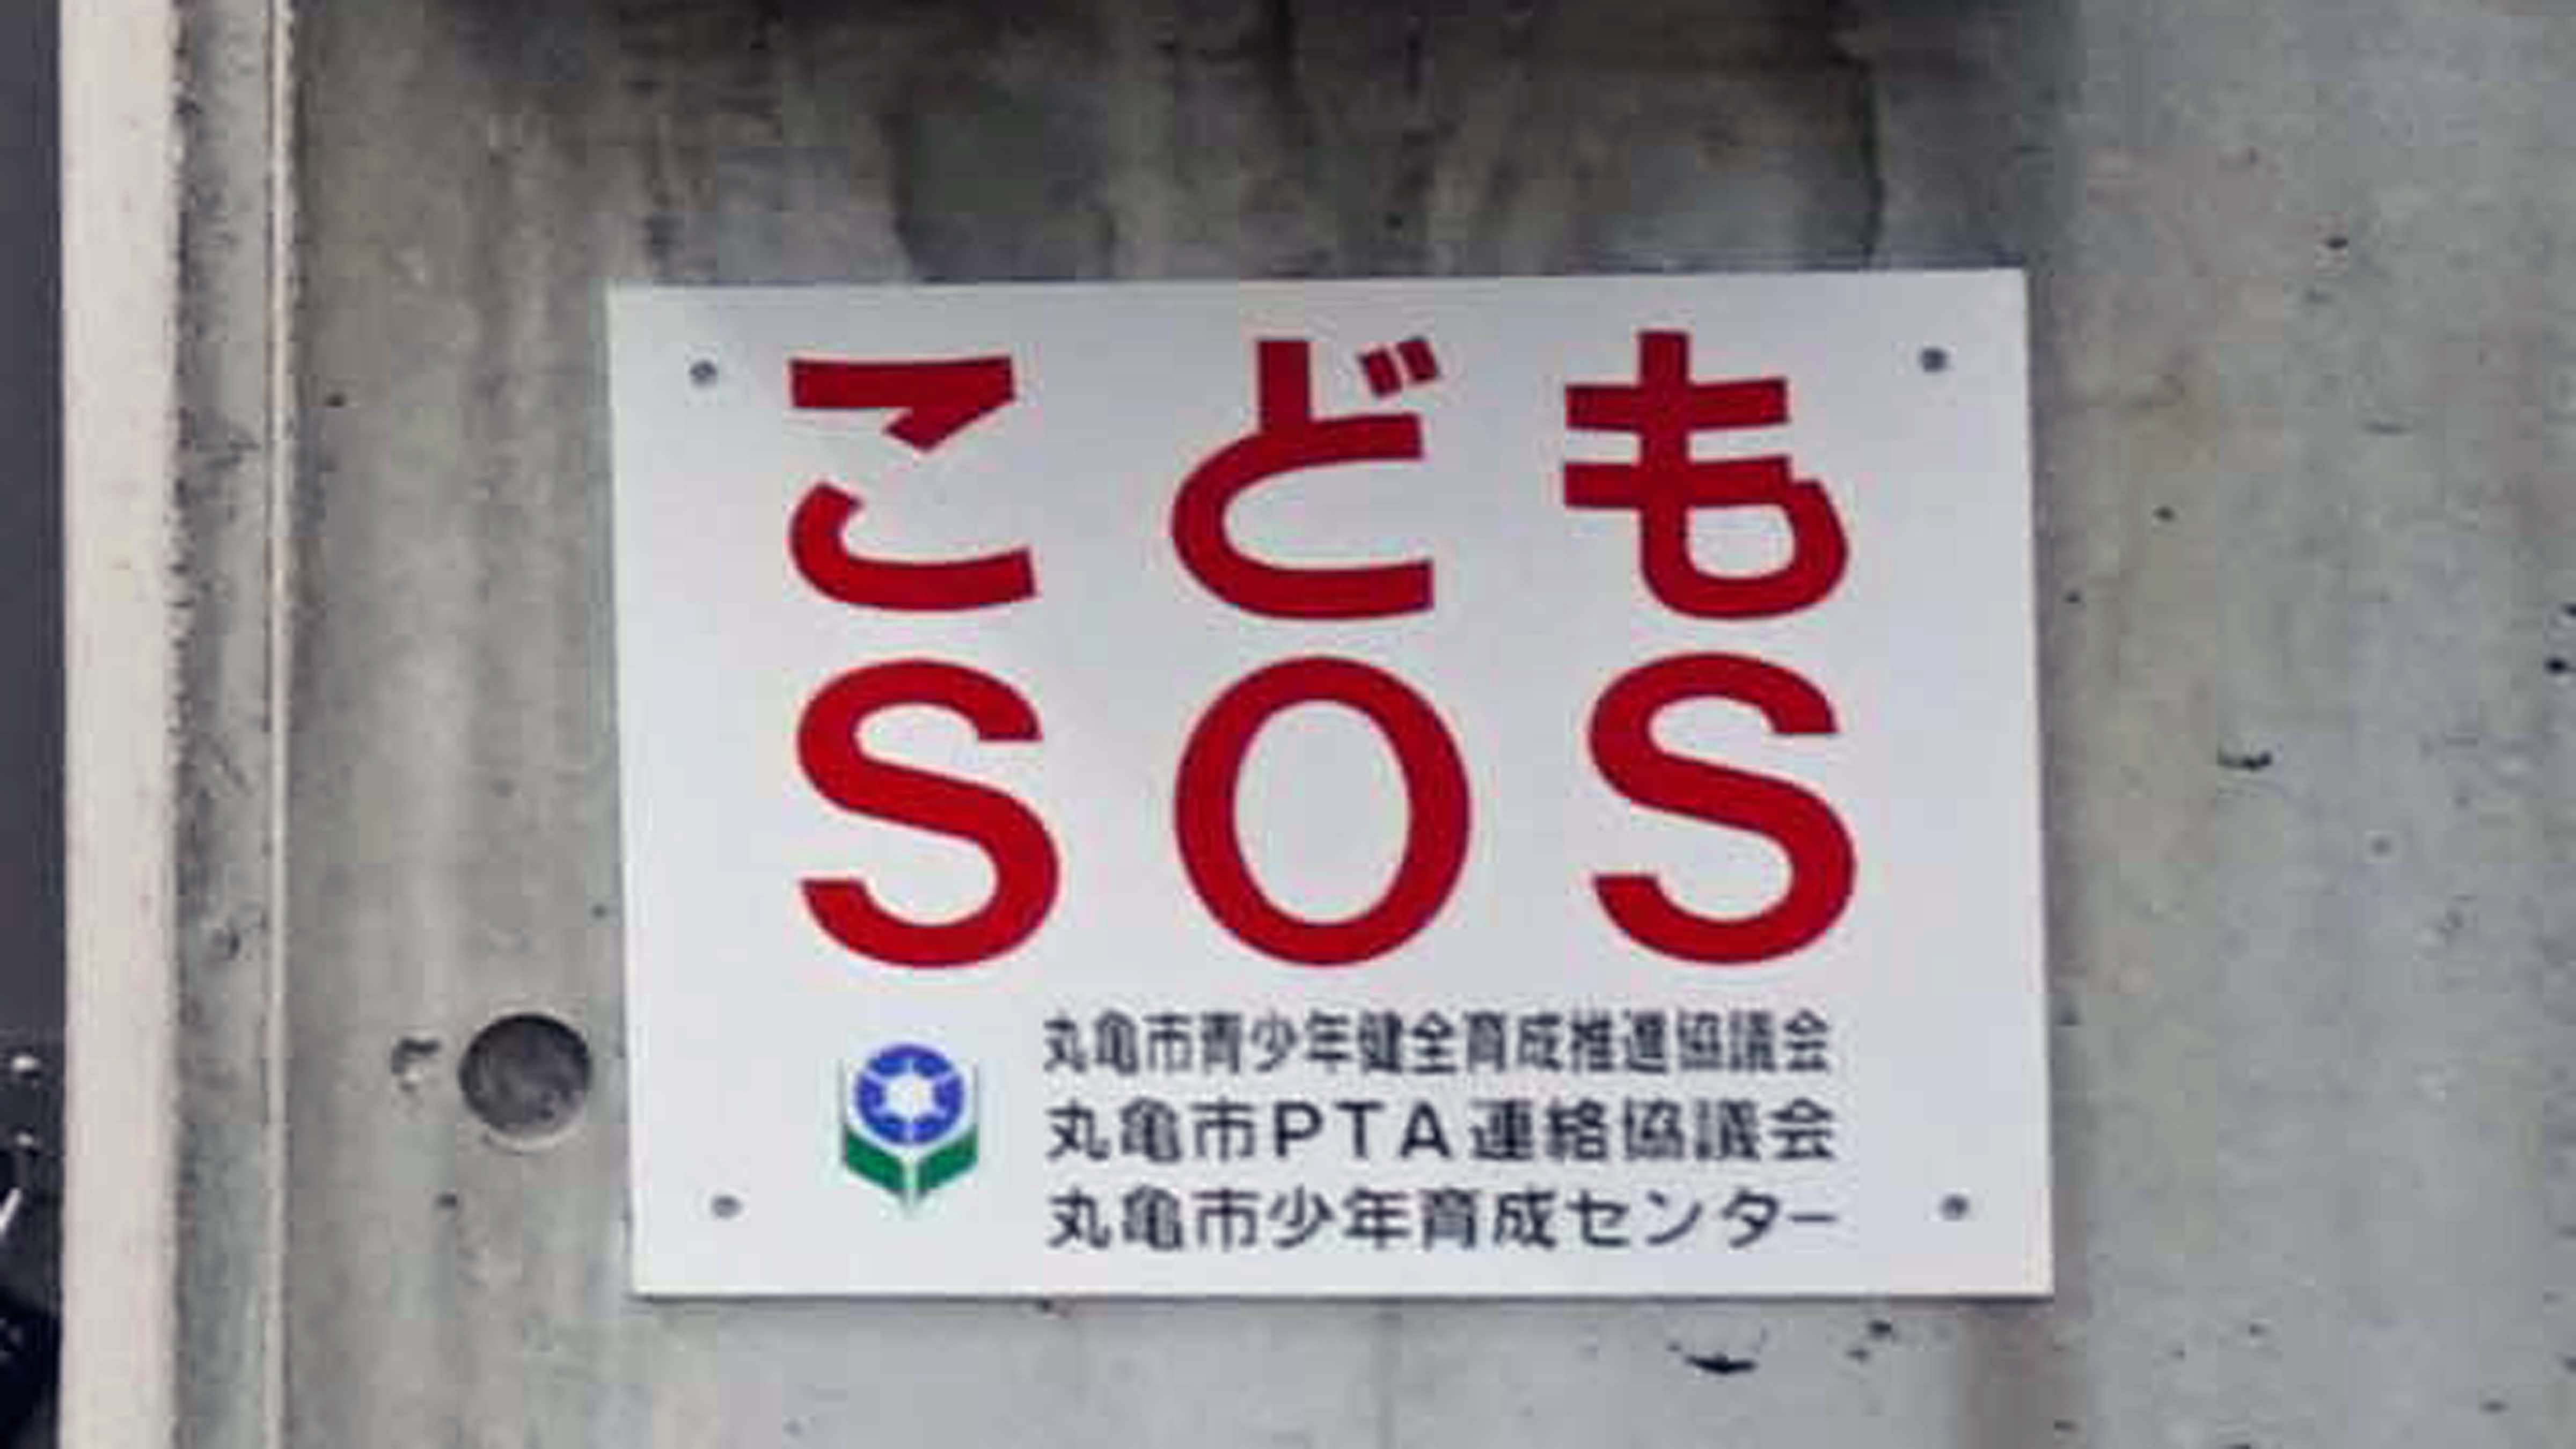 こども
SOS
丸亀市青少年健全育成推進協議会
丸亀市PTA連絡協議会
丸亀市少年育成センター